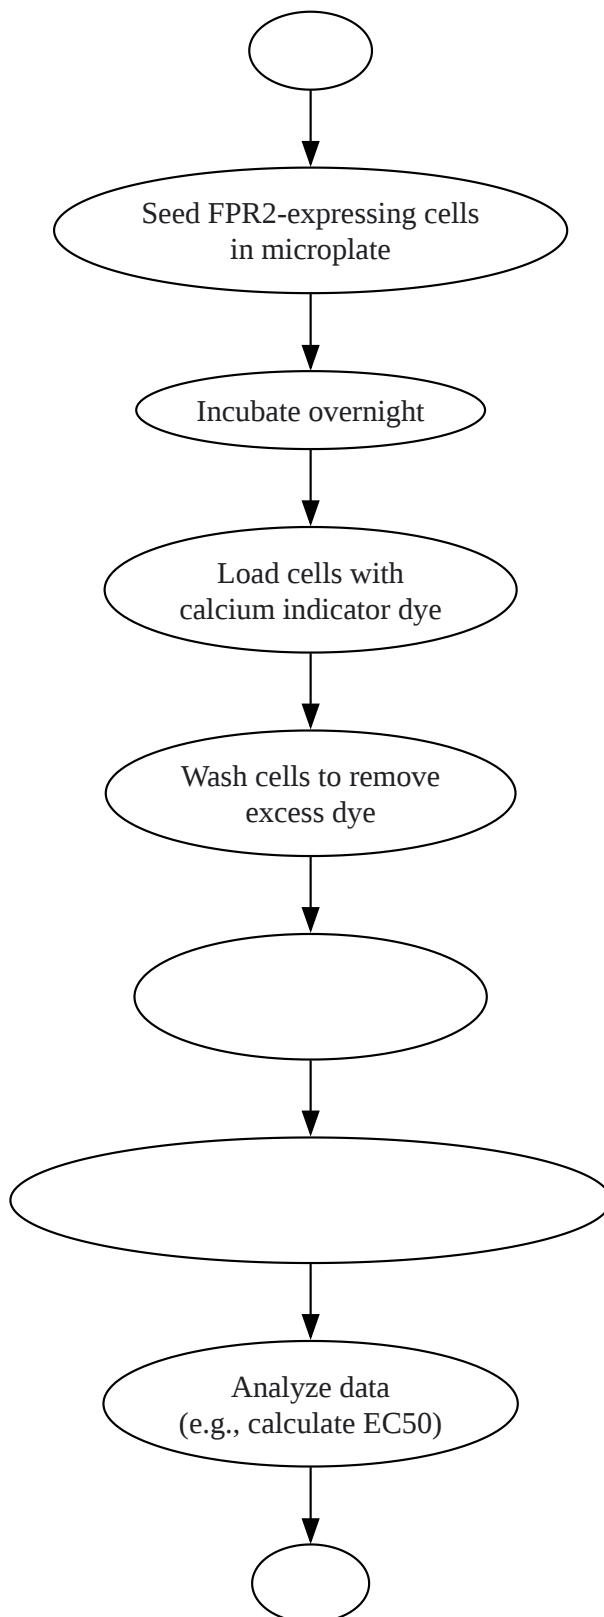 Seed FPR2-expressing cells
in microplate
Incubate overnight
Load cells with
calcium indicator dye
Wash cells to remove
excess dye
Analyze data
(e.g., calculate EC50)